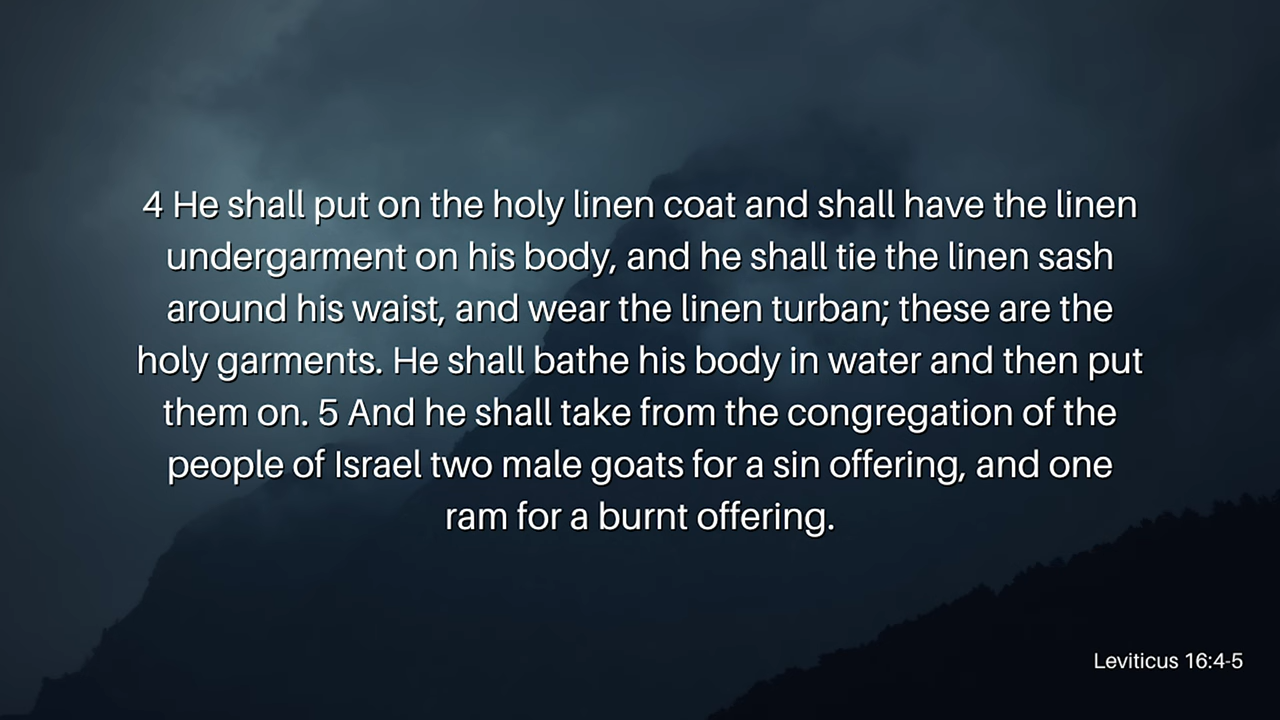 4 He shall put on the holy linen coat and shall have the linen
undergarment on his body, and he shall tie the linen sash
around his waist, and wear the linen turban; these are the
holy garments. He shall bathe his body in water and then put
them on. 5 And he shall take from the congregation of the
people of Israel two male goats for a sin offering, and one
ram for a burnt offering.
Leviticus 16:4-5